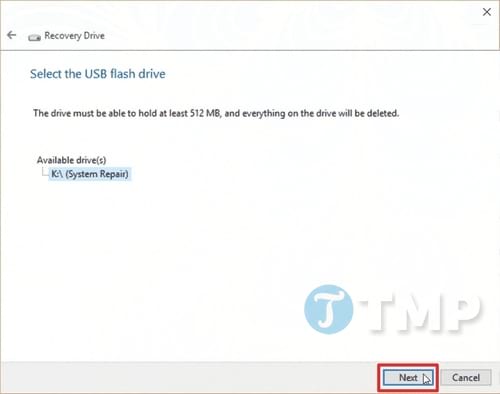 Recovery Drive
Select the USB flash drive
The drive must be able to hold at least 512 MB, and everything on the drive will be deleted.
Available drive(s)
K:\ (System Repair)
TMP
Next
Cancel